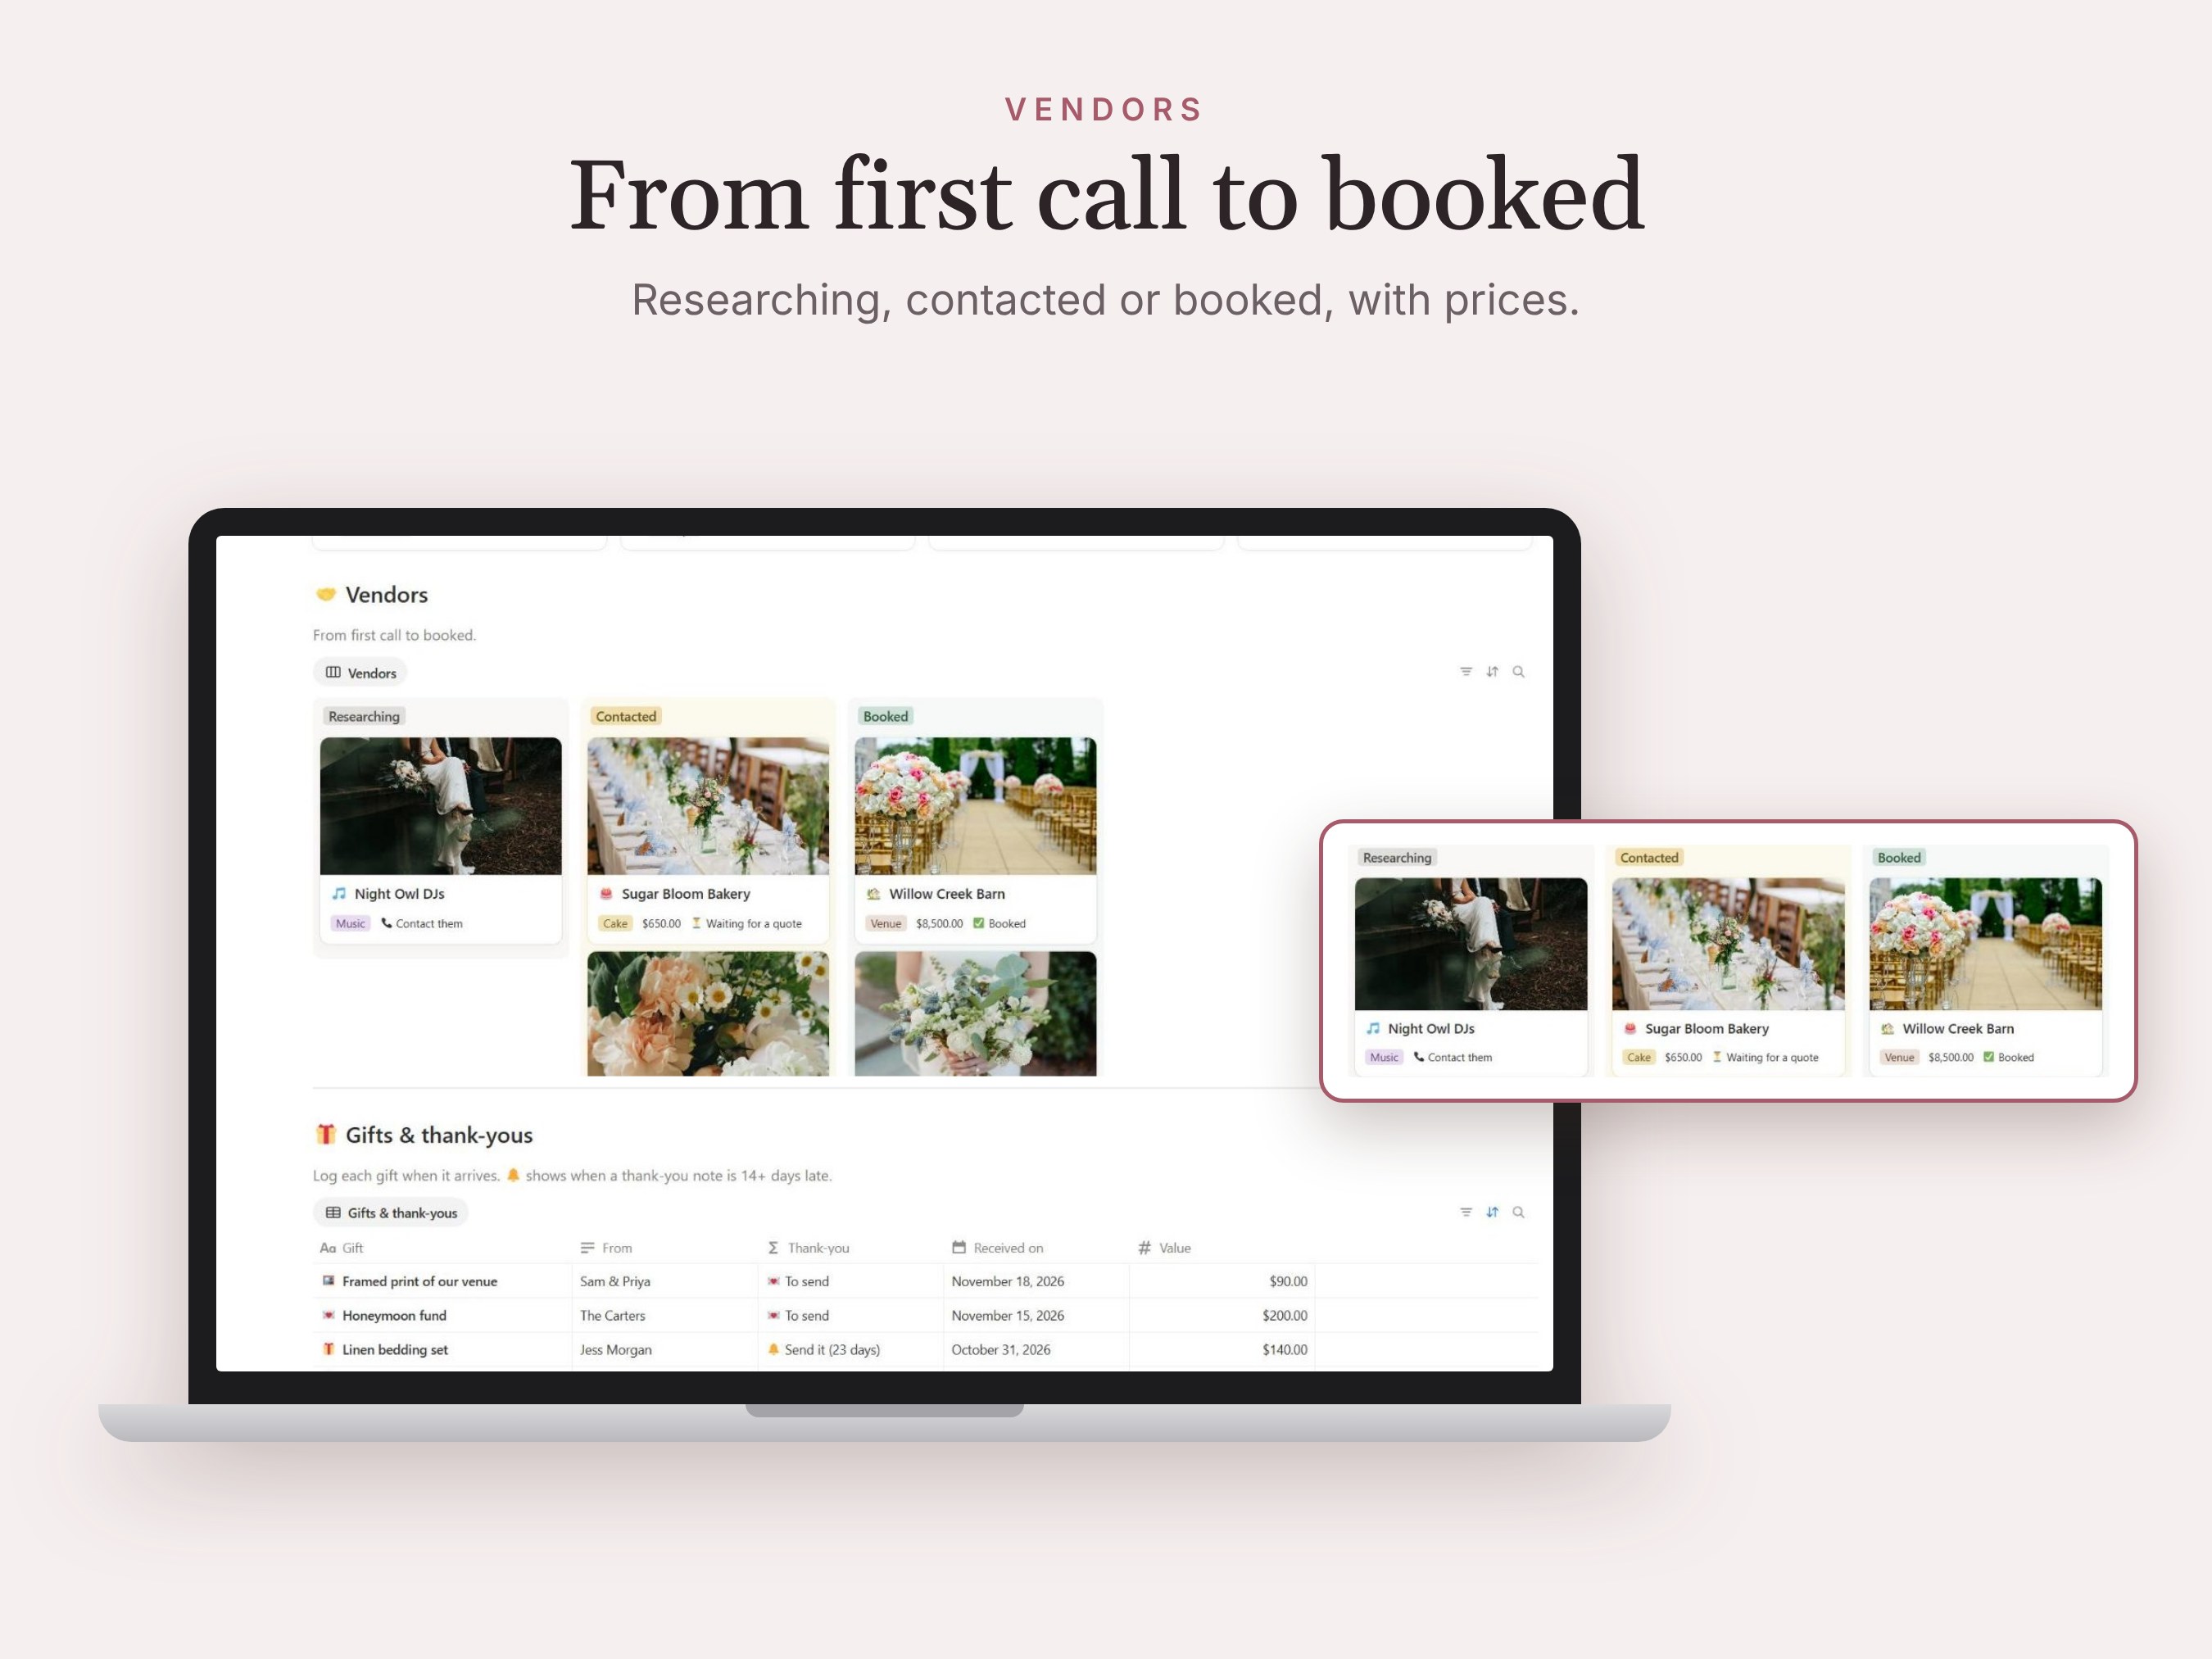 VENDORS
From first call to booked
Researching, contacted or booked, with prices.
Vendors
From first call to booked.
Vendors
Researching
Contacted
Booked
Night Owl DJs
Music Contact them
Sugar Bloom Bakery
Cake $650.00 Waiting for a quote
Willow Creek Barn
Venue $8,500.00 Booked
Researching
Contacted
Booked
Night Owl DJs
Music Contact them
Sugar Bloom Bakery
Cake $650.00 Waiting for a quote
Willow Creek Barn
Venue $8,500.00 Booked
Gifts & thank-yous
Log each gift when it arrives. shows when a thank-you note is 14+ days late.
Gifts & thank-yous
Aa Gift From Σ Thank-you Received on # Value
Framed print of our venue Sam & Priya To send November 18, 2026 $90.00
Honeymoon fund The Carters To send November 15, 2026 $200.00
Linen bedding set Jess Morgan Send it (23 days) October 31, 2026 $140.00